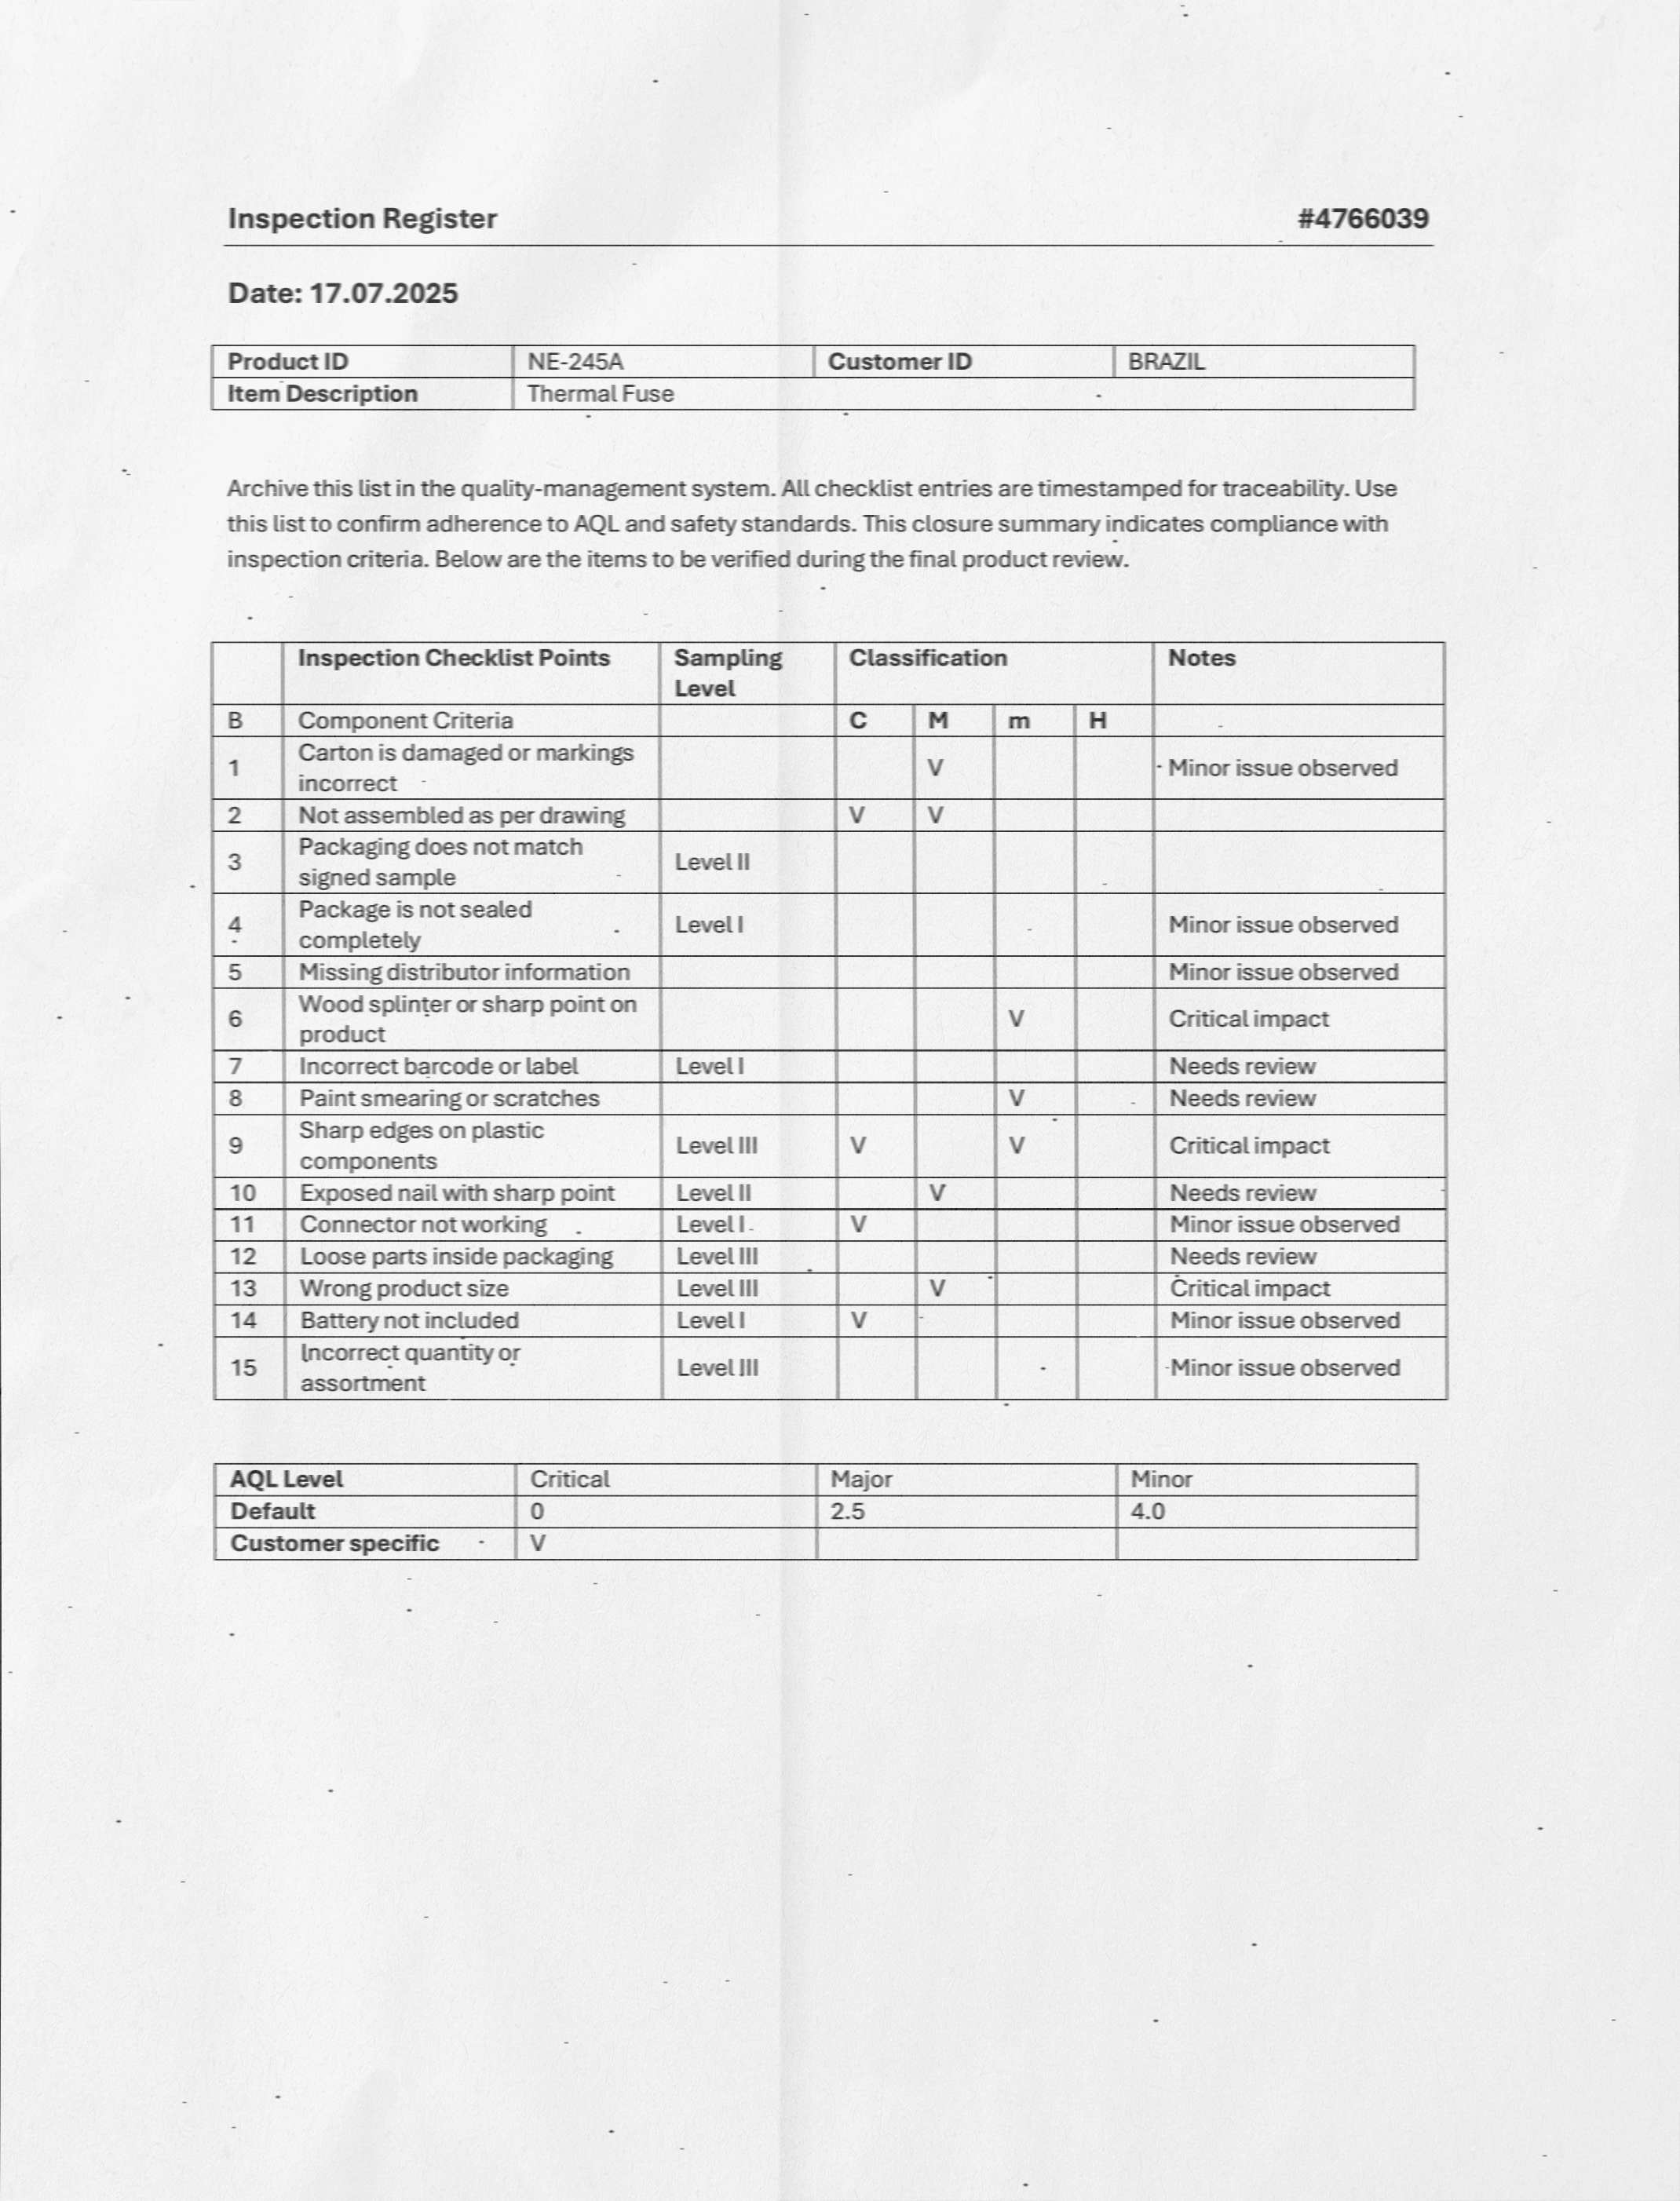 Inspection Register #4766039
Date: 17.07.2025
Product ID NE-245A Customer ID BRAZIL
Item Description Thermal Fuse
Archive this list in the quality-management system. All checklist entries are timestamped for traceability. Use
this list to confirm adherence to AQL and safety standards. This closure summary indicates compliance with
inspection criteria. Below are the items to be verified during the final product review.
Inspection Checklist Points Sampling Classification Notes
Level
B Component Criteria C M m H
1 Carton is damaged or markings V Minor issue observed
incorrect
2 Not assembled as per drawing V V
3 Packaging does not match Level II
signed sample
4 Package is not sealed Level I Minor issue observed
completely
5 Missing distributor information Minor issue observed
6 Wood splinter or sharp point on V Critical impact
product
7 Incorrect barcode or label Level I Needs review
8 Paint smearing or scratches V Needs review
9 Sharp edges on plastic Level III V V Critical impact
components
10 Exposed nail with sharp point Level II V Needs review
11 Connector not working Level I V Minor issue observed
12 Loose parts inside packaging Level III Needs review
13 Wrong product size Level III V Critical impact
14 Battery not included Level I V Minor issue observed
15 Incorrect quantity or Level III Minor issue observed
assortment
AQL Level Critical Major Minor
Default 0 2.5 4.0
Customer specific V